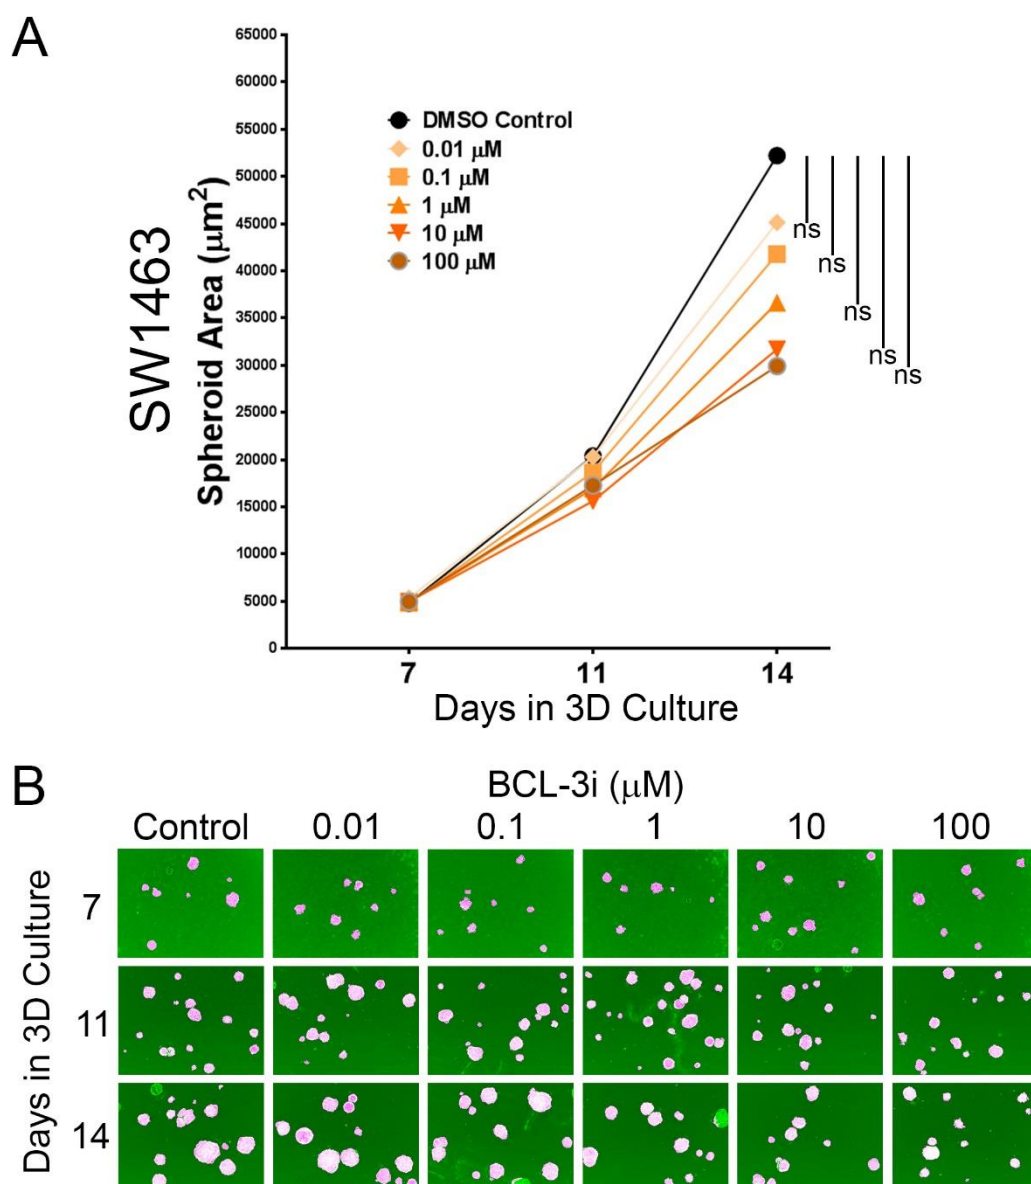 A
SW1463
Spheroid Area (μm²)
65000
60000
55000
50000
45000
40000
35000
30000
25000
20000
15000
10000
5000
0
DMSO Control
0.01 μM
0.1 μM
1 μM
10 μM
100 μM
ns
ns
ns
ns
ns
7 11 14
Days in 3D Culture
B
BCL-3i (μM)
Control 0.01 0.1 1 10 100
Days in 3D Culture
7
11
14